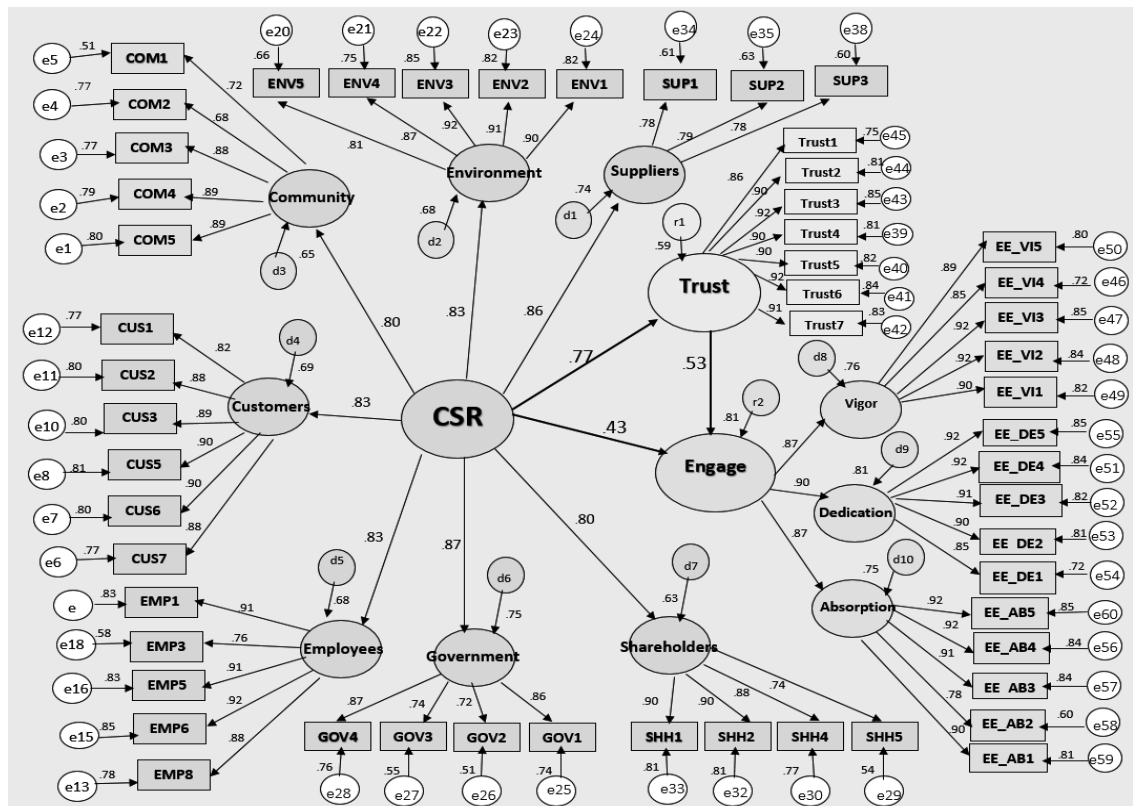 e20
e21
e22
e23
e24
e34
e35
e38
.66
.75
.85
.82
.82
.61
.63
.60
ENV5
ENV4
ENV3
ENV2
ENV1
SUP1
SUP2
SUP3
.81
.87
.92
.91
.90
.78
.79
.78
Environment
.68
d2
Suppliers
.74
d1
e5
.51
COM1
.72
e4
.77
COM2
.68
e3
.77
COM3
.88
e2
.79
COM4
.89
e1
.80
COM5
.89
Community
d3
.65
Trust1
.75
e45
.86
Trust2
.81
e44
.90
Trust3
.85
e43
.92
Trust4
.81
e39
.90
Trust5
.82
e40
.90
Trust6
.84
e41
.92
Trust7
.83
e42
.91
r1
.59
Trust
.80
.83
.86
.77
.53
.43
.83
CSR
.83
.87
.80
e12
.77
CUS1
.82
e11
.80
CUS2
.88
e10
.80
CUS3
.89
e8
.81
CUS5
.90
e7
.80
CUS6
.90
e6
.77
CUS7
.88
d4
.69
Customers
r2
.81
Engage
.87
.90
.87
d8
.76
Vigor
.89
EE_VI5
.80
e50
.85
EE_VI4
.72
e46
.92
EE_VI3
.85
e47
.92
EE_VI2
.84
e48
.90
EE_VI1
.82
e49
d9
.81
Dedication
.92
EE_DE5
.85
e55
.92
EE_DE4
.84
e51
.91
EE_DE3
.82
e52
.90
EE_DE2
.81
e53
.85
EE_DE1
.72
e54
d10
.75
Absorption
.92
EE_AB5
.85
e60
.92
EE_AB4
.84
e56
.91
EE_AB3
.84
e57
.78
EE_AB2
.60
e58
.90
EE_AB1
.81
e59
e
.83
EMP1
.91
e18
.58
EMP3
.76
e16
.83
EMP5
.91
e15
.85
EMP6
.92
e13
.78
EMP8
.88
d5
.68
Employees
d6
.75
Government
.87
.74
.72
.86
GOV4
GOV3
GOV2
GOV1
.76
.55
.51
.74
e28
e27
e26
e25
d7
.63
Shareholders
.90
.90
.88
.74
SHH1
SHH2
SHH4
SHH5
.81
.81
.77
.54
e33
e32
e30
e29